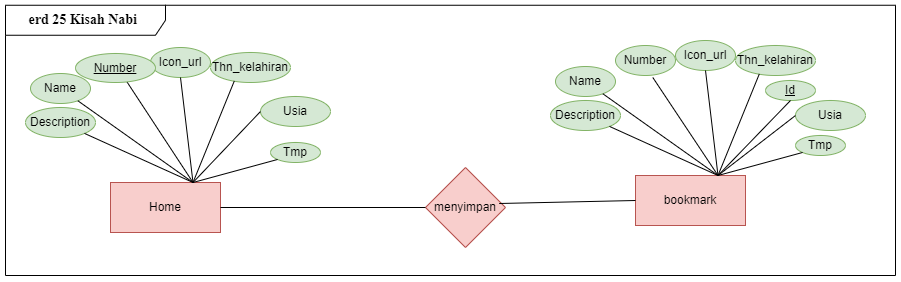 erd 25 Kisah Nabi
Description
Name
Number
Icon_url
Thn_kelahiran
Usia
Tmp
Home
menyimpan
Description
Name
Number
Icon_url
Thn_kelahiran
Id
Usia
Tmp
bookmark